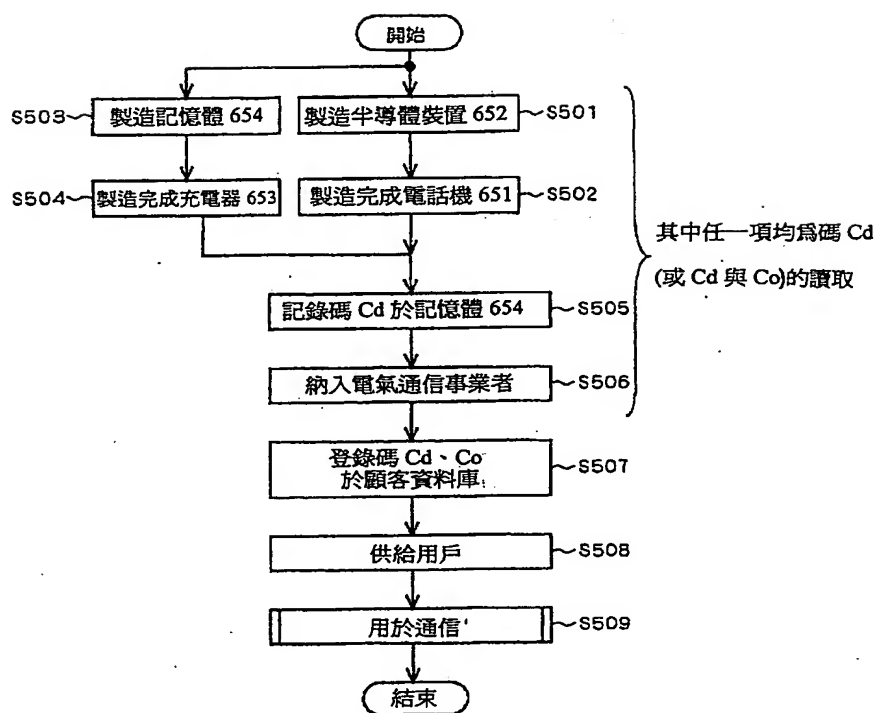 開始
S503 製造記憶體 654
製造半導體裝置 652 S501
S504 製造完成充電器 653
製造完成電話機 651 S502
其中任一項均爲碼 Cd
(或 Cd 與 Co)的讀取
記錄碼 Cd 於記憶體 654 S505
納入電氣通信事業者 S506
登錄碼 Cd、Co
於顧客資料庫 S507
供給用戶 S508
用於通信 S509
結束